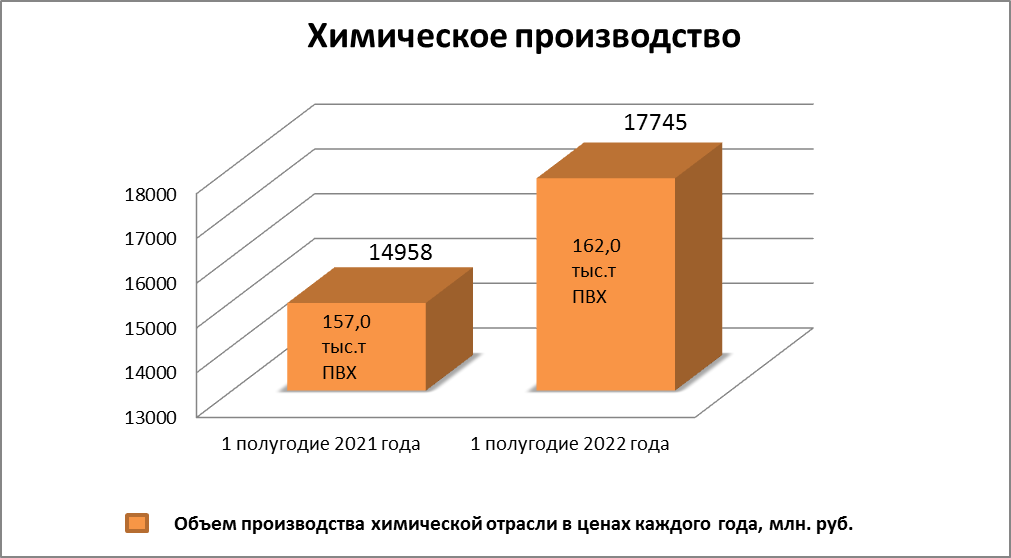 Химическое производство
17745
14958
18000
17000
16000
15000
14000
13000
157,0
тыс.т
ПВХ
162,0
тыс.т
ПВХ
1 полугодие 2021 года
1 полугодие 2022 года
Объем производства химической отрасли в ценах каждого года, млн. руб.